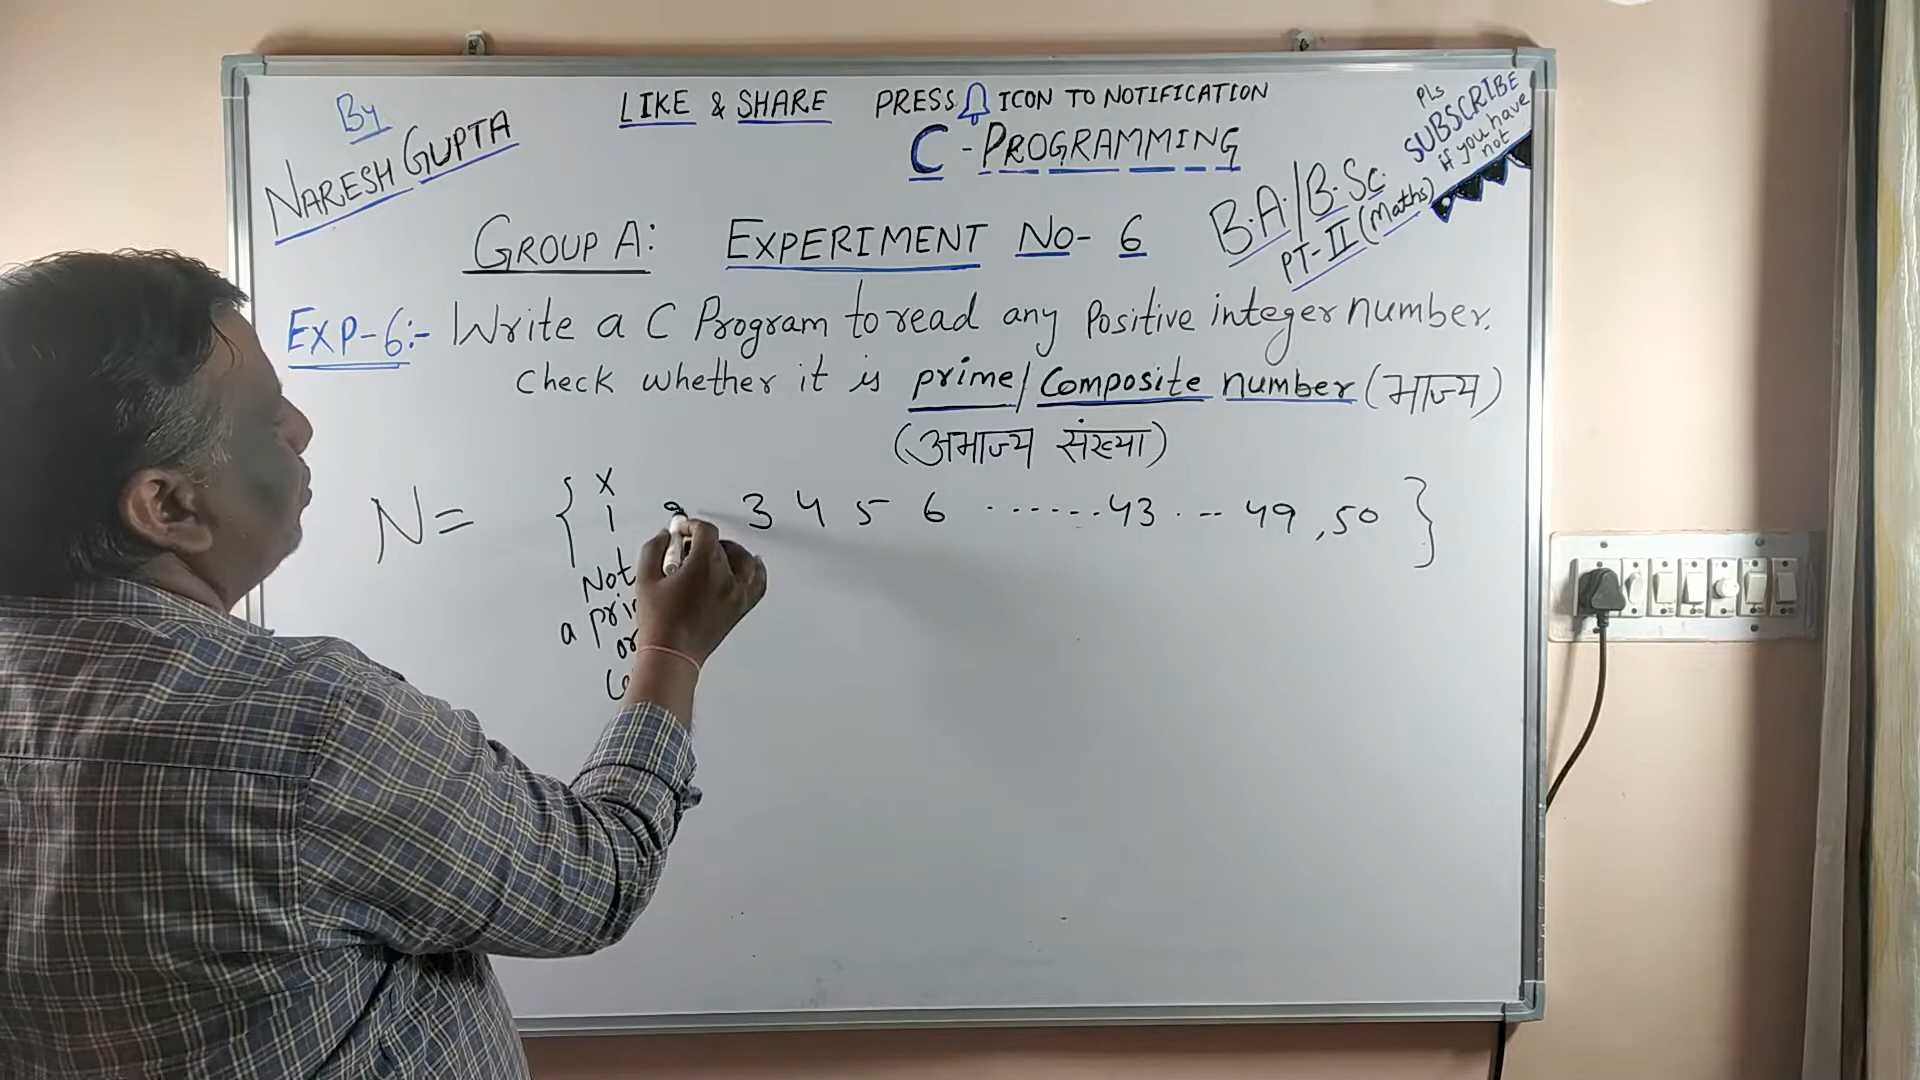 By
NARESH GUPTA
LIKE & SHARE PRESS ICON TO NOTIFICATION
C - PROGRAMMING
PLS
SUBSCRIBE
if you have
not
B.A./B.Sc.
PT-II (Maths)
GROUP A: EXPERIMENT NO- 6
EXP-6:- Write a C Program to read any Positive integer number.
check whether it is prime/composite number (भाज्य)
(अभाज्य संख्या)
X
N= { 1 3 4 5 6 ......43 . -- 49 , 50 }
Not
a